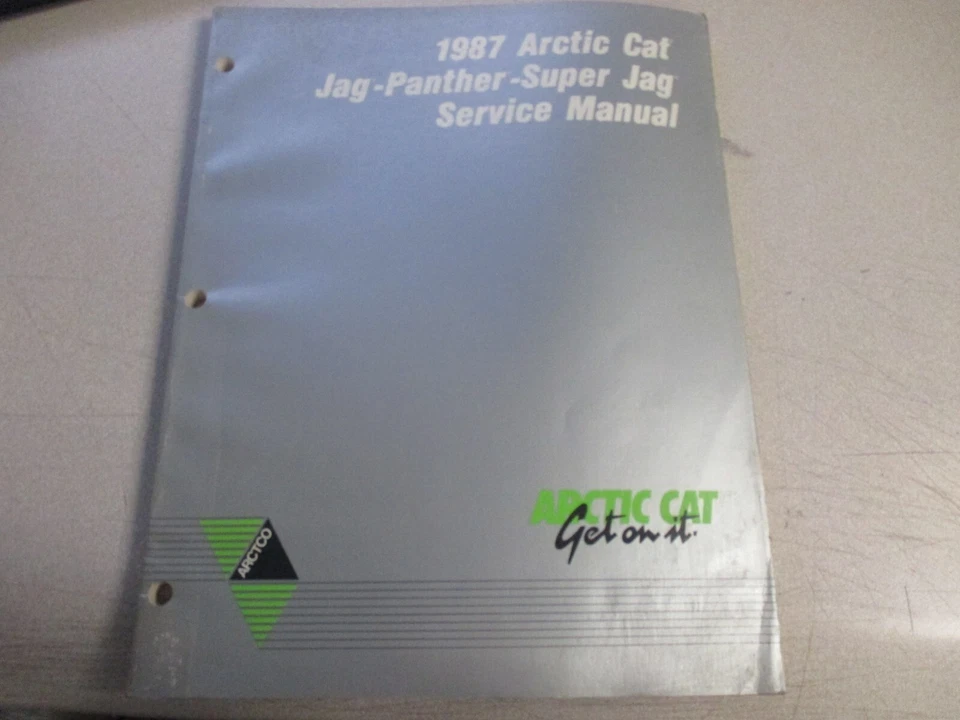 1987 Arctic Cat
Jag-Panther-Super Jag
Service Manual
ARCTIC CAT
Get on it.
ARCTCO